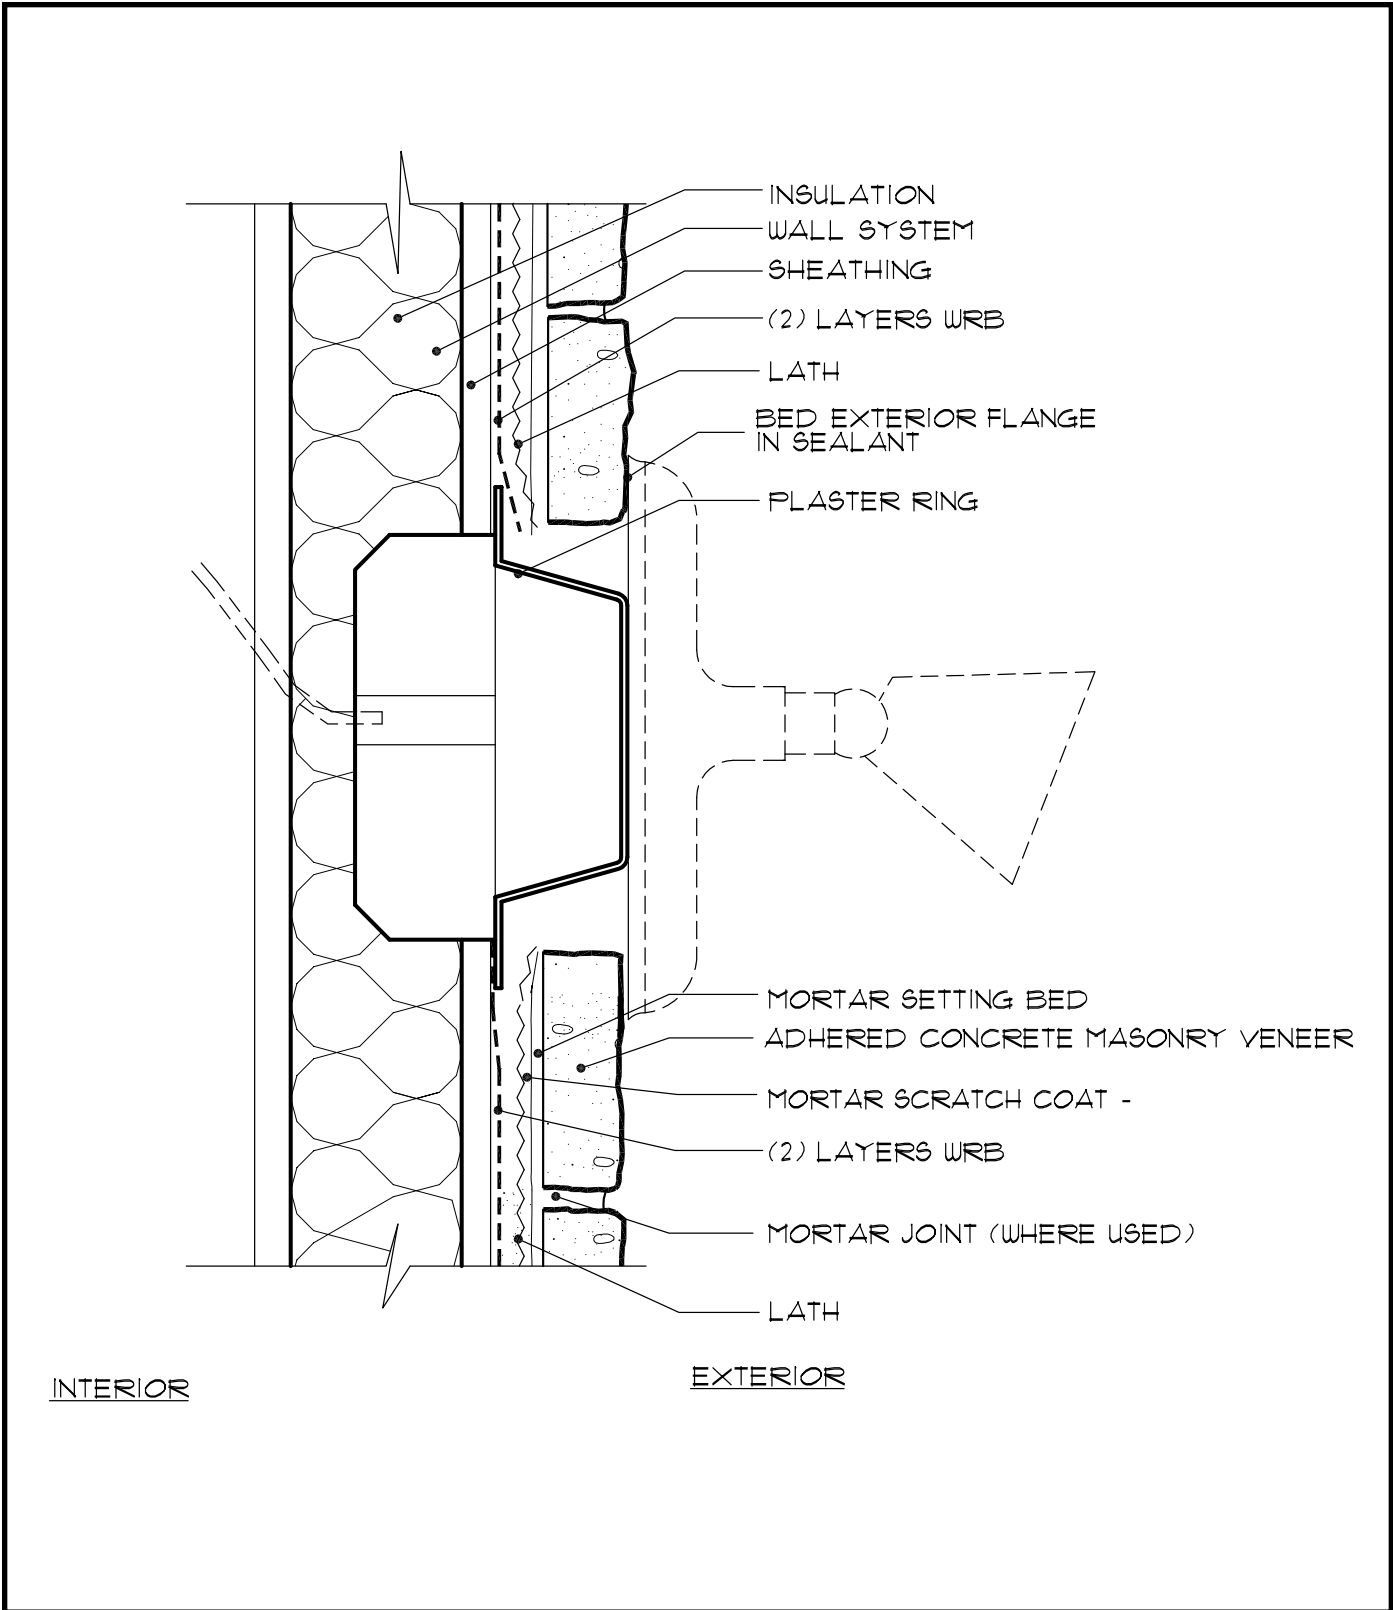 INSULATION
WALL SYSTEM
SHEATHING
(2) LAYERS WRB
LATH
BED EXTERIOR FLANGE
IN SEALANT
PLASTER RING
MORTAR SETTING BED
ADHERED CONCRETE MASONRY VENEER
MORTAR SCRATCH COAT -
(2) LAYERS WRB
MORTAR JOINT (WHERE USED)
LATH
INTERIOR
EXTERIOR